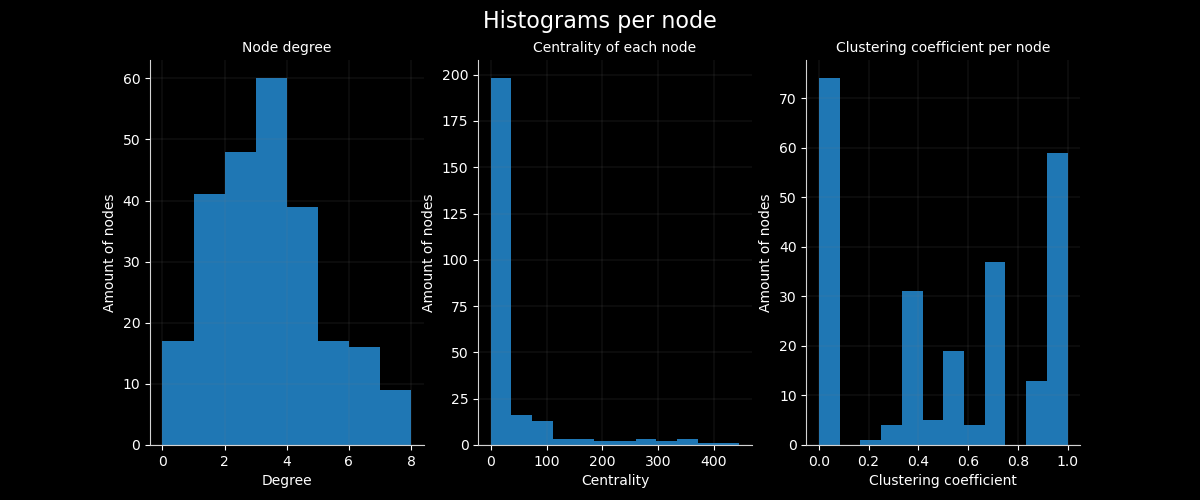 Histograms per node
Node degree
Amount of nodes
60
50
40
30
20
10
0
0 2 4 6 8
Degree
Centrality of each node
Amount of nodes
200
175
150
125
100
75
50
25
0
0 100 200 300 400
Centrality
Clustering coefficient per node
Amount of nodes
70
60
50
40
30
20
10
0
0.0 0.2 0.4 0.6 0.8 1.0
Clustering coefficient